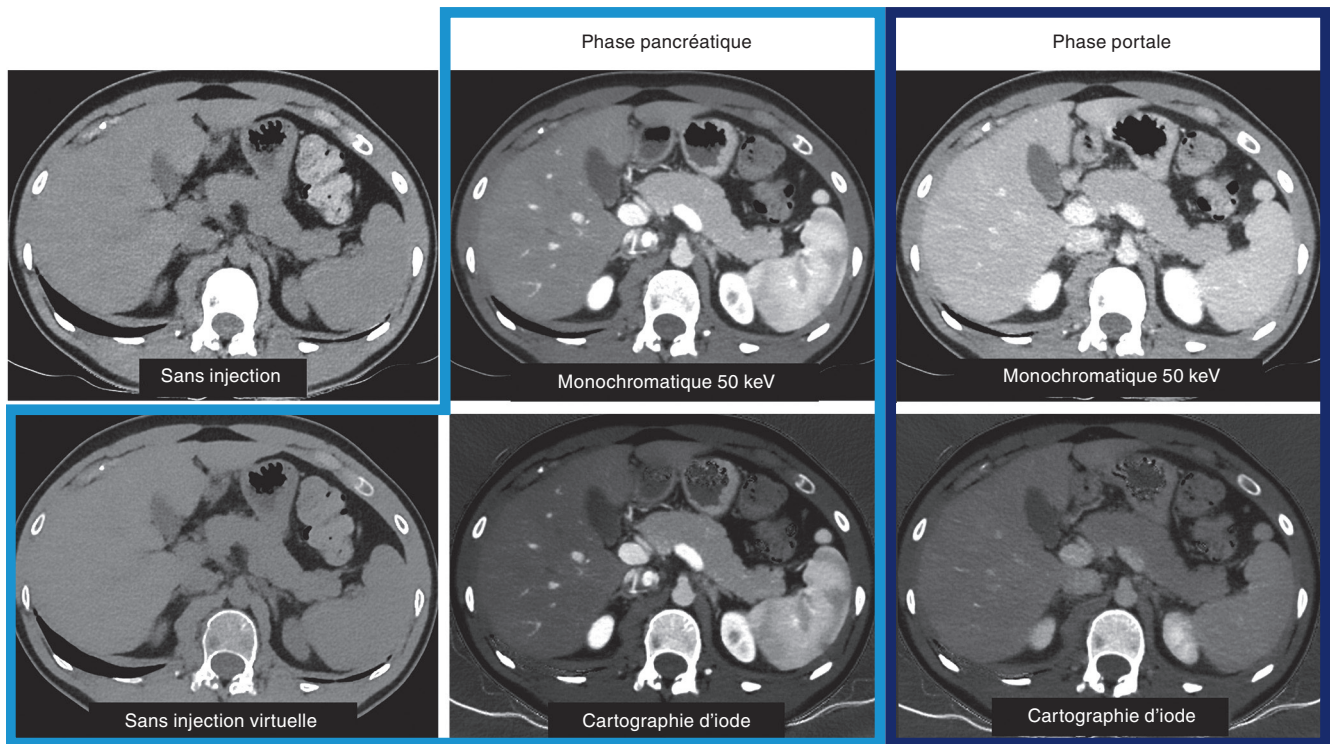 Phase pancréatique
Phase portale
Sans injection
Monochromatique 50 keV
Monochromatique 50 keV
Sans injection virtuelle
Cartographie d'iode
Cartographie d'iode